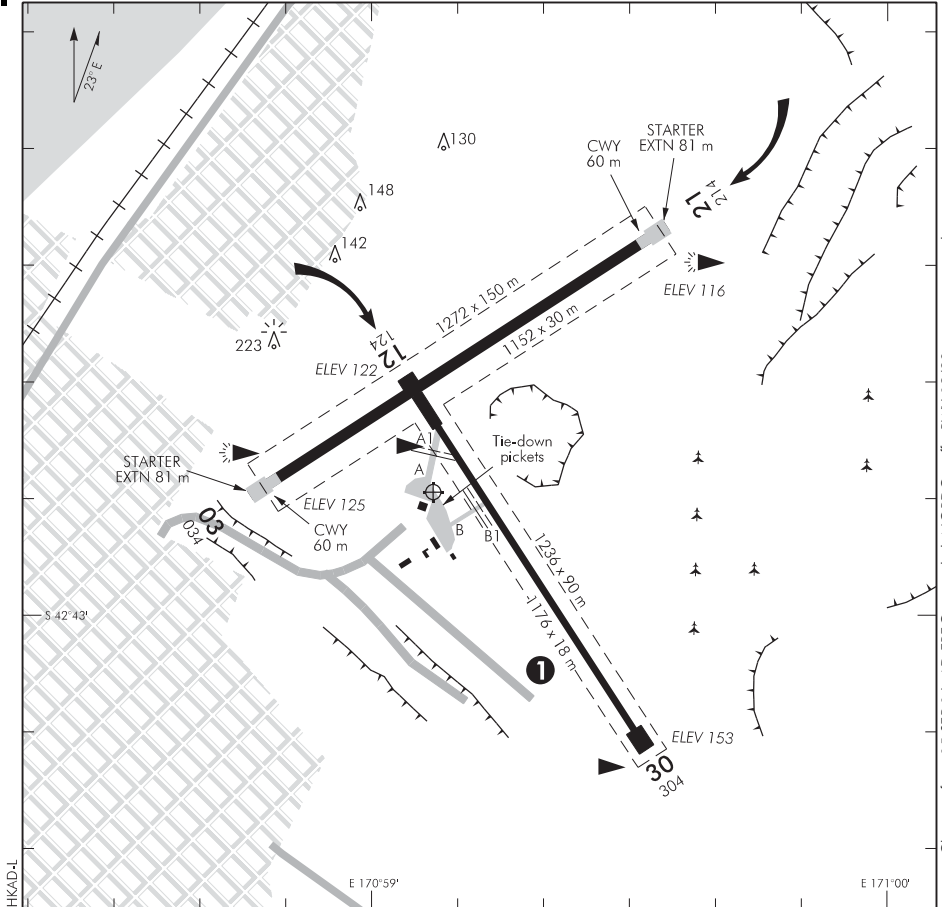 23° E
130
STARTER
EXTN 81 m
CWY
60 m
148
21
214
142
ELEV 116
1272 x 150 m
1152 x 30 m
223
124
12
ELEV 122
A1
Tie-down
pickets
STARTER
EXTN 81 m
A
ELEV 125
03
034
CWY
60 m
B
B1
1236 x 90 m
1176 x 18 m
S 42°43'
1
ELEV 153
30
304
E 170°59'
E 171°00'
HKAD-L